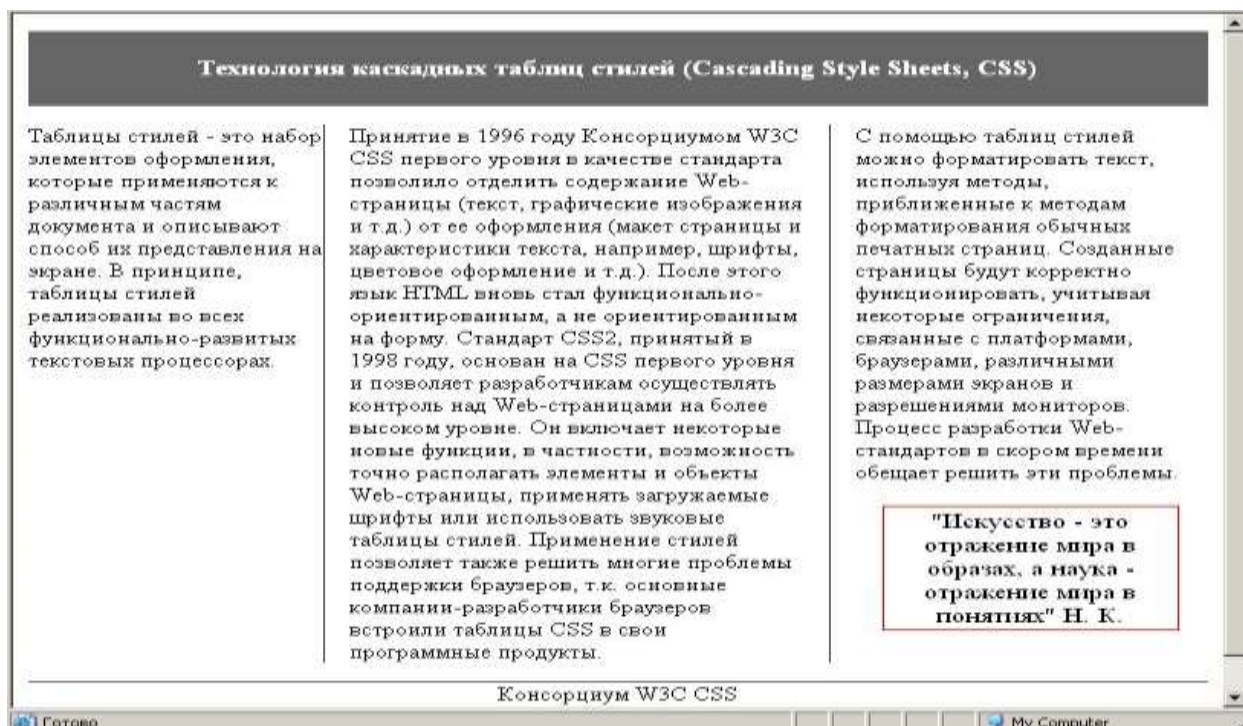 Технология каскадных таблиц стилей (Cascading Style Sheets, CSS)
Таблицы стилей - это набор
элементов оформления,
которые применяются к
различным частям
документа и описывают
способ их представления на
экране. В принципе,
таблицы стилей
реализованы во всех
функционально-развитых
текстовых процессорах.
Принятие в 1996 году Консорциумом W3C
CSS первого уровня в качестве стандарта
позволило отделить содержание Web-
страницы (текст, графические изображения
и т.д.) от ее оформления (макет страницы и
характеристики текста, например, шрифты,
цветовое оформление и т.д.). После этого
язык HTML вновь стал функционально-
ориентированным, а не ориентированным
на форму. Стандарт CSS2, принятый в
1998 году, основан на CSS первого уровня
и позволяет разработчикам осуществлять
контроль над Web-страницами на более
высоком уровне. Он включает некоторые
новые функции, в частности, возможность
точно располагать элементы и объекты
Web-страницы, применять загружаемые
шрифты или использовать звуковые
таблицы стилей. Применение стилей
позволяет также решить многие проблемы
поддержки браузеров, т.к. основные
компании-разработчики браузеров
встроили таблицы CSS в свои
программные продукты.
С помощью таблиц стилей
можно форматировать текст,
используя методы,
приближенные к методам
форматирования обычных
печатных страниц. Созданные
страницы будут корректно
функционировать, учитывая
некоторые ограничения,
связанные с платформами,
браузерами, различными
размерами экранов и
разрешениями мониторов.
Процесс разработки Web-
стандартов в скором времени
обещает решить эти проблемы.
"Искусство - это
отражение мира в
образах, а наука -
отражение мира в
понятиях" Н. К.
Консорциум W3C CSS
Готово
My Computer